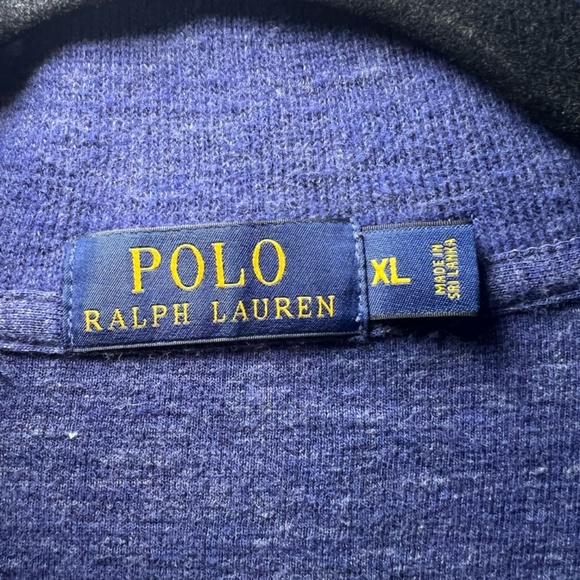 POLO
RALPH LAUREN
XL
MADE IN
SRI LANKA